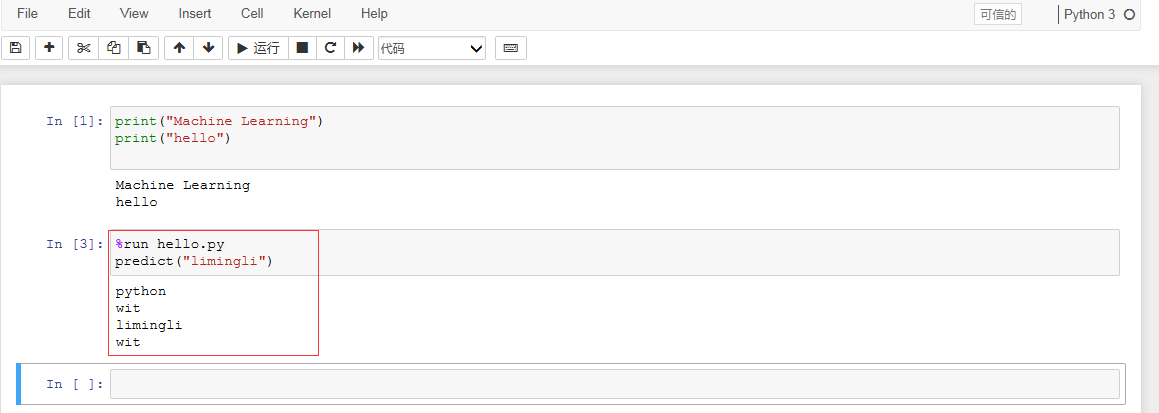 File Edit View Insert Cell Kernel Help 可信的 Python 3
运行 代码
In [1]: print("Machine Learning")
print("hello")
Machine Learning
hello
In [3]: %run hello.py
predict("limingli")
python
wit
limingli
wit
In [ ]: